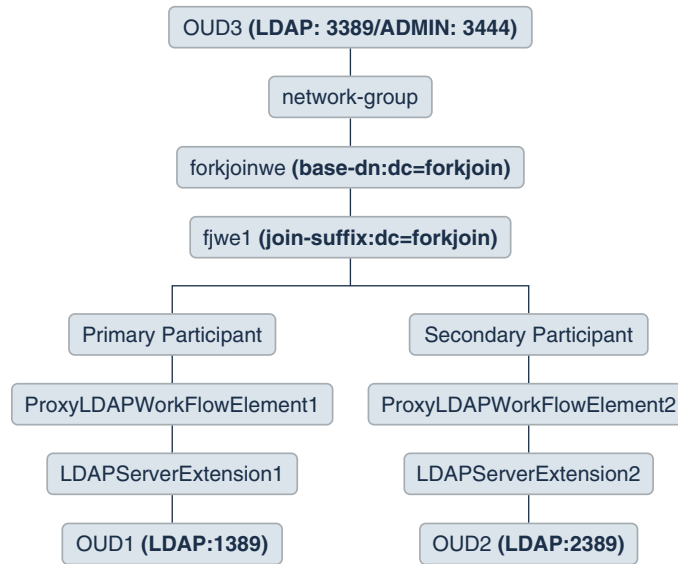 OUD3 (LDAP: 3389/ADMIN: 3444)
network-group
forkjoinwe (base-dn:dc=forkjoin)
fjwe1 (join-suffix:dc=forkjoin)
Primary Participant
Secondary Participant
ProxyLDAPWorkFlowElement1
ProxyLDAPWorkFlowElement2
LDAPServerExtension1
LDAPServerExtension2
OUD1 (LDAP:1389)
OUD2 (LDAP:2389)